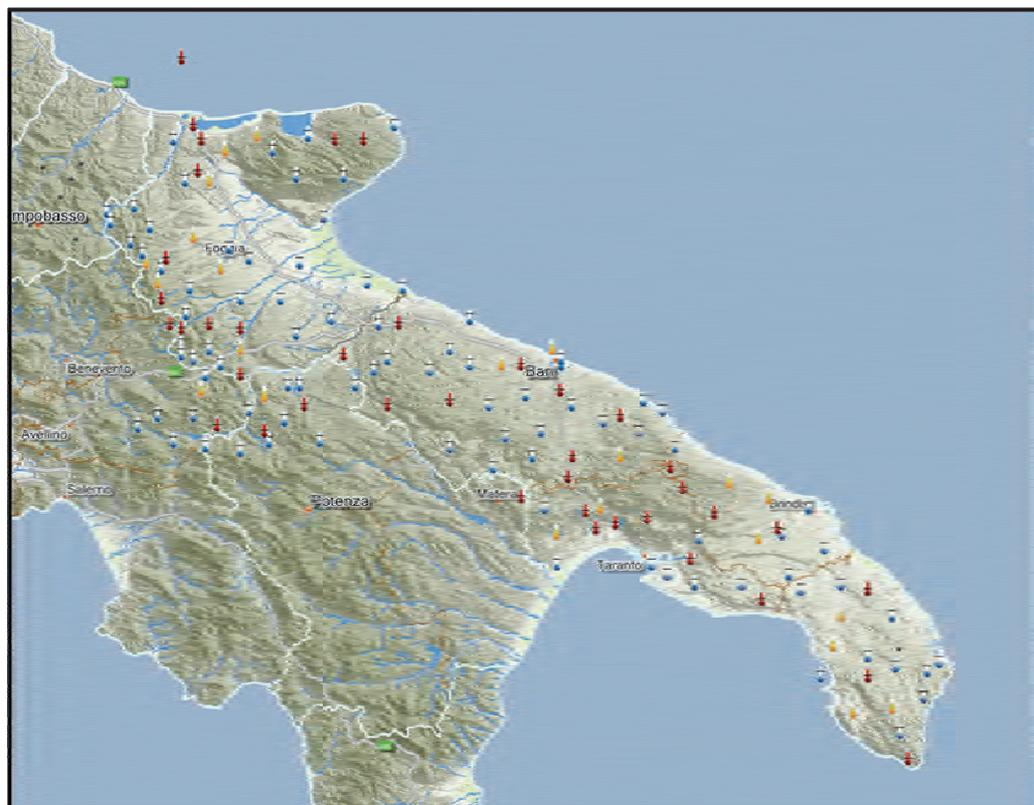 mpobasso
Foggia
Benevento
Bari
Avellino
Salerno
Potenza
Matera
Brindisi
Taranto